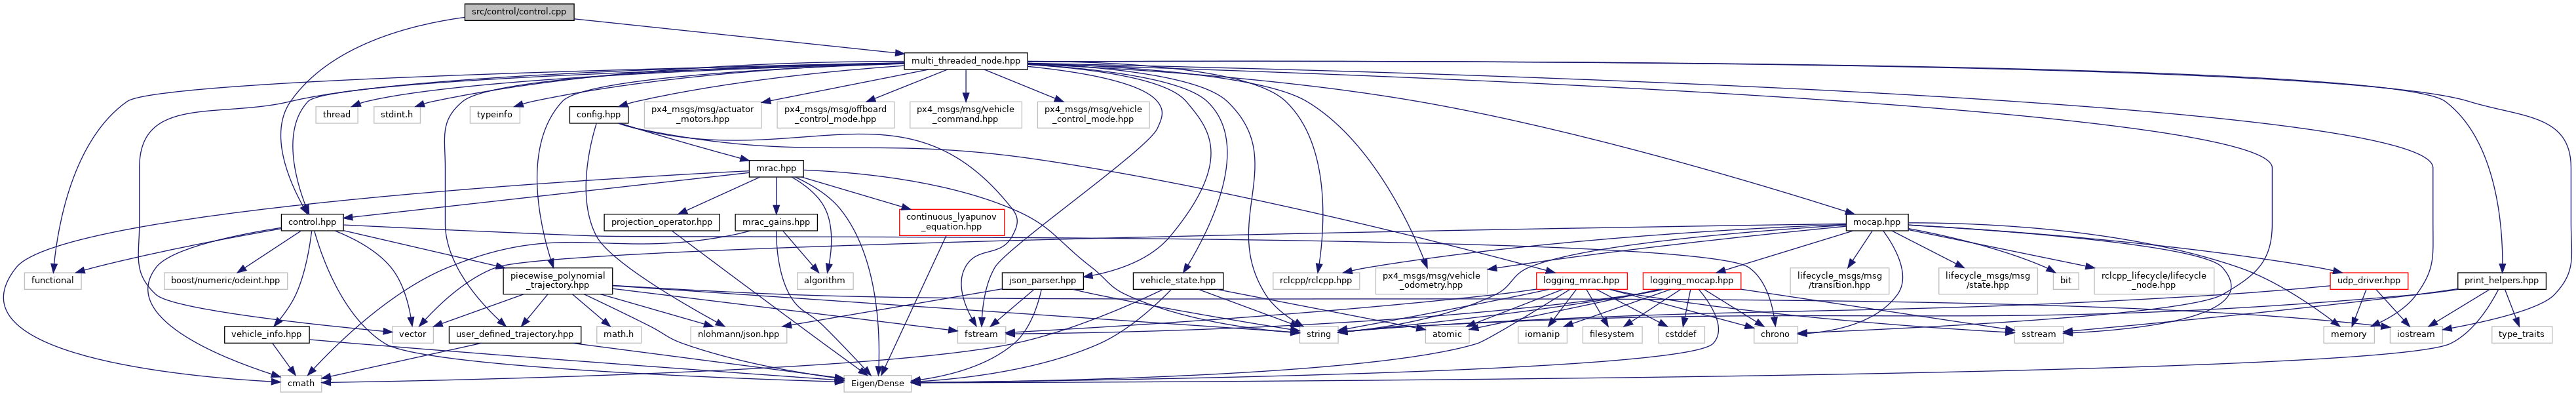 src/control/control.cpp
multi_threaded_node.hpp
thread
stdint.h
typeinfo
config.hpp
px4_msgs/msg/actuator
_motors.hpp
px4_msgs/msg/offboard
_control_mode.hpp
px4_msgs/msg/vehicle
_command.hpp
px4_msgs/msg/vehicle
_control_mode.hpp
mrac.hpp
control.hpp
projection_operator.hpp
mrac_gains.hpp
continuous_lyapunov
_equation.hpp
mocap.hpp
functional
boost/numeric/odeint.hpp
piecewise_polynomial
_trajectory.hpp
algorithm
json_parser.hpp
vehicle_state.hpp
rclcpp/rclcpp.hpp
px4_msgs/msg/vehicle
_odometry.hpp
logging_mrac.hpp
logging_mocap.hpp
lifecycle_msgs/msg
/transition.hpp
lifecycle_msgs/msg
/state.hpp
bit
rclcpp_lifecycle/lifecycle
_node.hpp
udp_driver.hpp
print_helpers.hpp
vehicle_info.hpp
vector
user_defined_trajectory.hpp
math.h
nlohmann/json.hpp
fstream
string
atomic
iomanip
filesystem
cstddef
chrono
sstream
memory
iostream
type_traits
cmath
Eigen/Dense